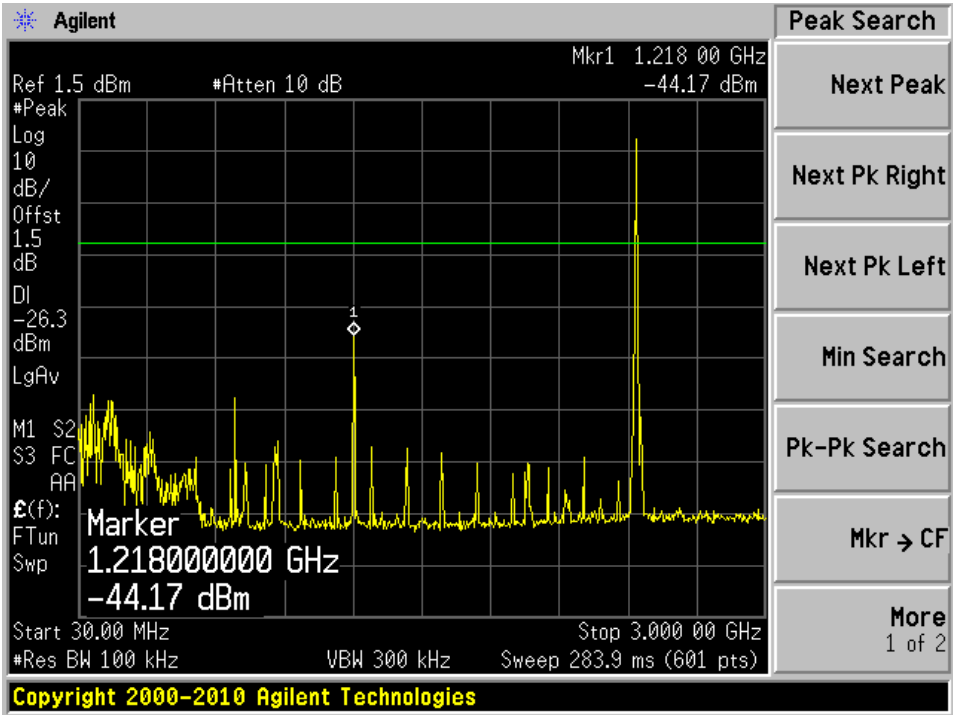 Agilent
Peak Search
Mkr1 1.218 00 GHz
Ref 1.5 dBm #Atten 10 dB -44.17 dBm
#Peak
Log
10
dB/
Offst
1.5
dB
DI
-26.3
dBm
LgAv
M1 S2
S3 FC
AA
£(f):
FTun
Swp
1
Marker
1.218000000 GHz
-44.17 dBm
Start 30.00 MHz Stop 3.000 00 GHz
#Res BW 100 kHz VBW 300 kHz Sweep 283.9 ms (601 pts)
Next Peak
Next Pk Right
Next Pk Left
Min Search
Pk-Pk Search
Mkr → CF
More
1 of 2
Copyright 2000-2010 Agilent Technologies